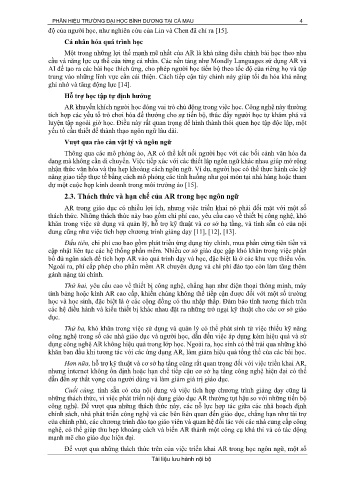 PHÂN HIỆU TRƯỜNG ĐẠI HỌC BÌNH DƯƠNG TẠI CÀ MAU 4
độ của người học, như nghiên cứu của Lin và Chen đã chỉ ra [15].
Cá nhân hóa quá trình học
Một trong những lợi thế mạnh mẽ nhất của AR là khả năng điều chỉnh bài học theo nhu
cầu và năng lực cụ thể của từng cá nhân. Các nền tảng như Mondly Languages sử dụng AR và
AI để tạo ra các bài học thích ứng, cho phép người học tiến bộ theo tốc độ của riêng họ và tập
trung vào những lĩnh vực cần cải thiện. Cách tiếp cận tùy chỉnh này giúp tối đa hóa khả năng
ghi nhớ và tăng động lực [14].
Hỗ trợ học tập tự định hướng
AR khuyến khích người học đóng vai trò chủ động trong việc học. Công nghệ này thường
tích hợp các yếu tố trò chơi hóa để thưởng cho sự tiến bộ, thúc đẩy người học tự khám phá và
luyện tập ngoài giờ học. Điều này rất quan trọng để hình thành thói quen học tập độc lập, một
yếu tố cần thiết để thành thạo ngôn ngữ lâu dài.
Vượt qua rào cản vật lý và ngôn ngữ
Thông qua các mô phỏng ảo, AR có thể kết nối người học với các bối cảnh văn hóa đa
dạng mà không cần di chuyển. Việc tiếp xúc với các thiết lập ngôn ngữ khác nhau giúp mở rộng
nhận thức văn hóa và thu hẹp khoảng cách ngôn ngữ. Ví dụ, người học có thể thực hành các kỹ
năng giao tiếp thực tế bằng cách mô phỏng các tình huống như gọi món tại nhà hàng hoặc tham
dự một cuộc họp kinh doanh trong môi trường ảo [15].
2.3. Thách thức và hạn chế của AR trong học ngôn ngữ
AR trong giáo dục có nhiều lợi ích, nhưng việc triển khai nó phải đối mặt với một số
thách thức. Những thách thức này bao gồm chi phí cao, yêu cầu cao về thiết bị công nghệ, khó
khăn trong việc sử dụng và quản lý, hỗ trợ kỹ thuật và cơ sở hạ tầng, và tính sẵn có của nội
dung cũng như việc tích hợp chương trình giảng dạy [11], [12], [13].
Đầu tiên, chi phí cao bao gồm phát triển ứng dụng tùy chỉnh, mua phần cứng tiên tiến và
cập nhật liên tục các hệ thống phần mềm. Nhiều cơ sở giáo dục gặp khó khăn trong việc phân
bổ đủ ngân sách để tích hợp AR vào quá trình dạy và học, đặc biệt là ở các khu vực thiếu vốn.
Ngoài ra, phí cấp phép cho phần mềm AR chuyên dụng và chi phí đào tạo còn làm tăng thêm
gánh nặng tài chính.
Thứ hai, yêu cầu cao về thiết bị công nghệ, chẳng hạn như điện thoại thông minh, máy
tính bảng hoặc kính AR cao cấp, khiến chúng không thể tiếp cận được đối với một số trường
học và học sinh, đặc biệt là ở các cộng đồng có thu nhập thấp. Đảm bảo tính tương thích trên
các hệ điều hành và kiểu thiết bị khác nhau đặt ra những trở ngại kỹ thuật cho các cơ sở giáo
dục.
Thứ ba, khó khăn trong việc sử dụng và quản lý có thể phát sinh từ việc thiếu kỹ năng
công nghệ trong số các nhà giáo dục và người học, dẫn đến việc áp dụng kém hiệu quả và sử
dụng công nghệ AR không hiệu quả trong lớp học. Ngoài ra, học sinh có thể trải qua những khó
khăn ban đầu khi tương tác với các ứng dụng AR, làm giảm hiệu quả tổng thể của các bài học.
Hơn nữa, hỗ trợ kỹ thuật và cơ sở hạ tầng cũng rất quan trọng đối với việc triển khai AR,
nhưng internet không ổn định hoặc hạn chế tiếp cận cơ sở hạ tầng công nghệ hiện đại có thể
dẫn đến sự thất vọng của người dùng và làm giảm giá trị giáo dục.
Cuối cùng, tính sẵn có của nội dung và việc tích hợp chương trình giảng dạy cũng là
những thách thức, vì việc phát triển nội dung giáo dục AR thường tụt hậu so với những tiến bộ
công nghệ. Để vượt qua những thách thức này, các nỗ lực hợp tác giữa các nhà hoạch định
chính sách, nhà phát triển công nghệ và các bên liên quan đến giáo dục, chẳng hạn như tài trợ
của chính phủ, các chương trình đào tạo giáo viên và quan hệ đối tác với các nhà cung cấp công
nghệ, có thể giúp thu hẹp khoảng cách và biến AR thành một công cụ khả thi và có tác động
mạnh mẽ cho giáo dục hiện đại.
Để vượt qua những thách thức trên của việc triển khai AR trong học ngôn ngữ, một số
Tài liệu lưu hành nội bộ